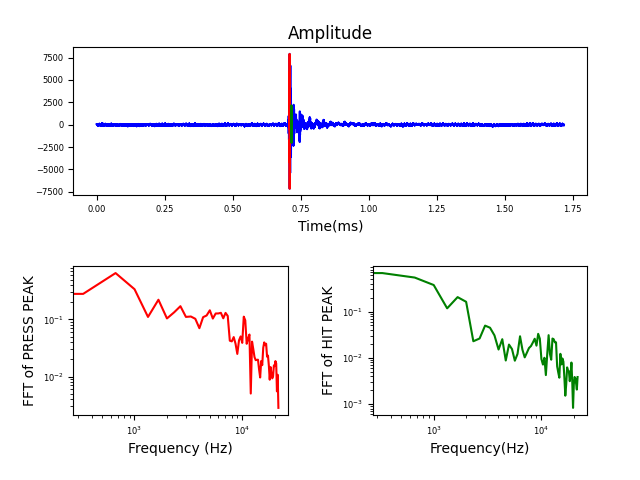 Amplitude
7500
5000
2500
0
−2500
−5000
−7500
0.00 0.25 0.50 0.75 1.00 1.25 1.50 1.75
Time(ms)
FFT of PRESS PEAK
10⁻¹
10⁻²
10³ 10⁴
Frequency (Hz)
FFT of HIT PEAK
10⁻¹
10⁻²
10⁻³
10³ 10⁴
Frequency(Hz)